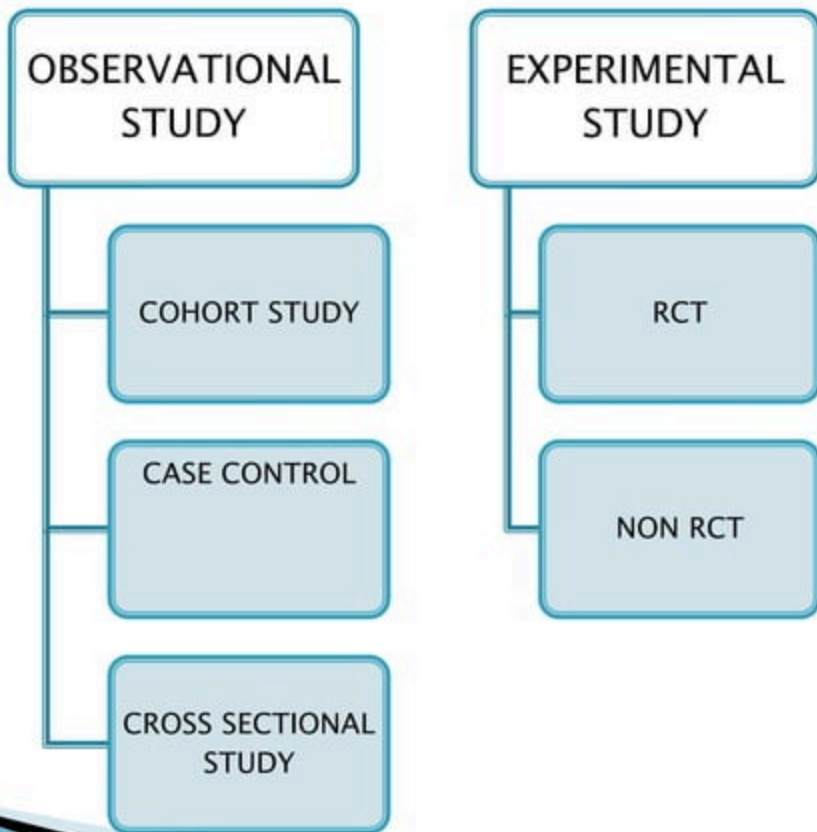 OBSERVATIONAL
STUDY
COHORT STUDY
CASE CONTROL
CROSS SECTIONAL
STUDY
EXPERIMENTAL
STUDY
RCT
NON RCT